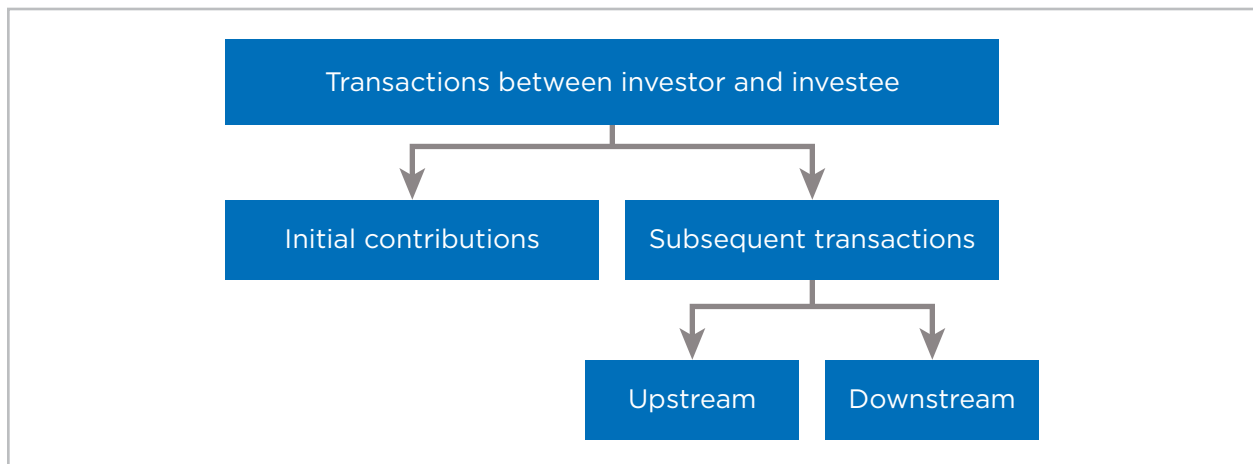 Transactions between investor and investee
Initial contributions
Subsequent transactions
Upstream
Downstream